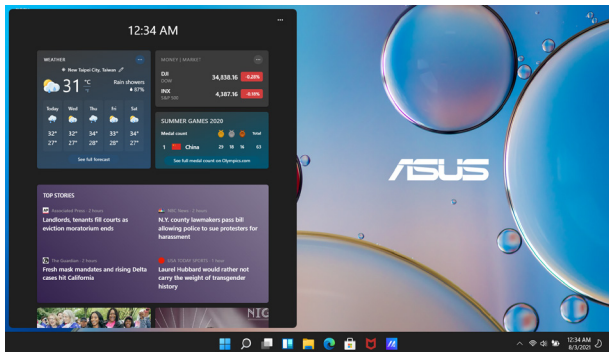 12:34 AM
WEATHER
New Taipei City, Taiwan
31 °C
°F
Rain showers
87%
Today Wed Thu Fri Sat
32° 32° 34° 33° 34°
27° 27° 28° 27° 27°
See full forecast
MONEY | MARKET
DJI
DOW
34,838.16 -0.28%
INX
S&P 500
4,387.16 -0.18%
SUMMER GAMES 2020
Medal count Total
1 China 29 18 16 63
See full medal count on Olympics.com
TOP STORIES
Associated Press · 2 hours
Landlords, tenants fill courts as
eviction moratorium ends
NBC News · 2 hours
N.Y. county lawmakers pass bill
allowing police to sue protesters for
harassment
The Guardian · 2 hours
Fresh mask mandates and rising Delta
cases hit California
USA TODAY SPORTS · 1 hour
Laurel Hubbard would rather not
carry the weight of transgender
history
NIG
ASUS
12:34 AM
8/3/2021